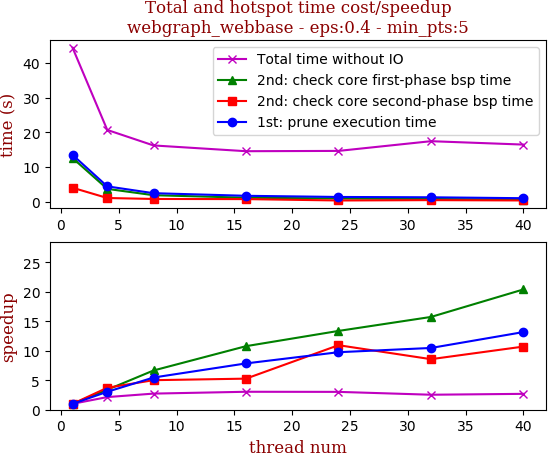 Total and hotspot time cost/speedup
webgraph_webbase - eps:0.4 - min_pts:5
time (s)
40
30
20
10
0
Total time without IO
2nd: check core first-phase bsp time
2nd: check core second-phase bsp time
1st: prune execution time
0 5 10 15 20 25 30 35 40
speedup
25
20
15
10
5
0
0 5 10 15 20 25 30 35 40
thread num